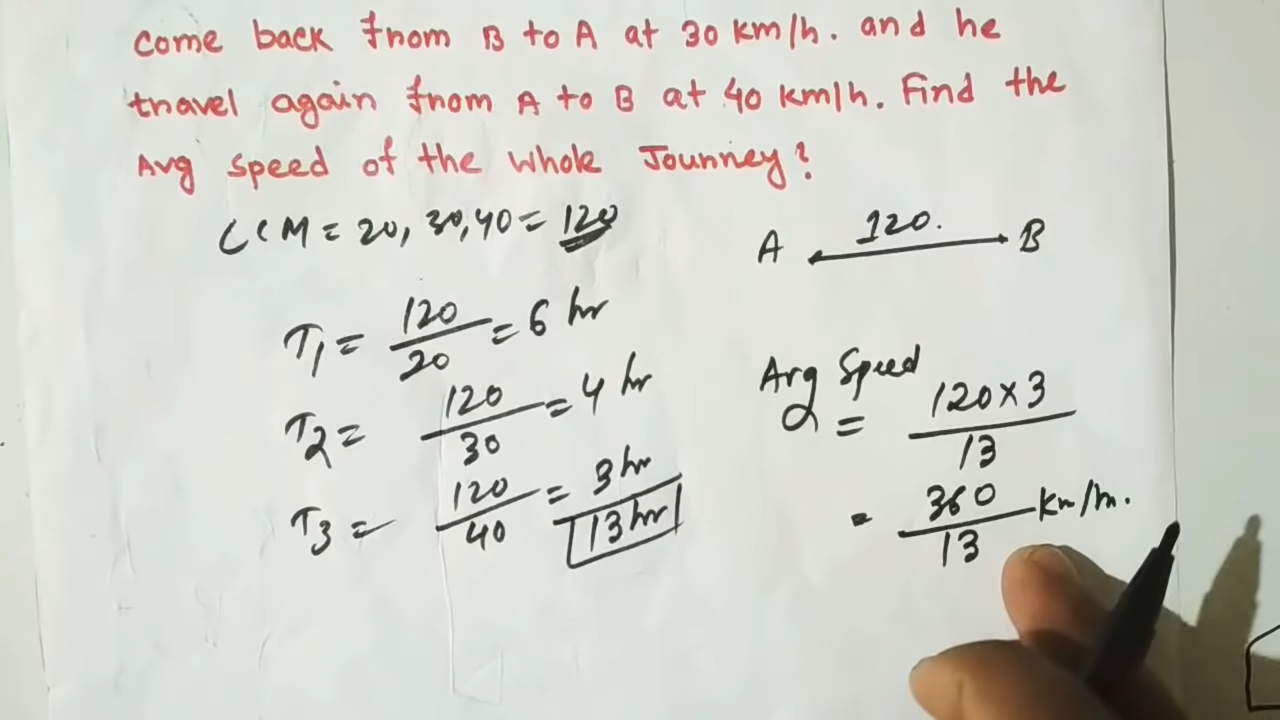 come back from B to A at 30 km/h. and he
travel again from A to B at 40 km/h. Find the
Avg speed of the whole Journey?
LCM = 20, 30, 40 = 120
A 120. B
T1 = 120/20 = 6 hr
T2 = 120/30 = 4 hr
T3 = 120/40 = 3 hr
13 hr
Avg Speed
= 120 × 3/13
= 360/13 km/h.